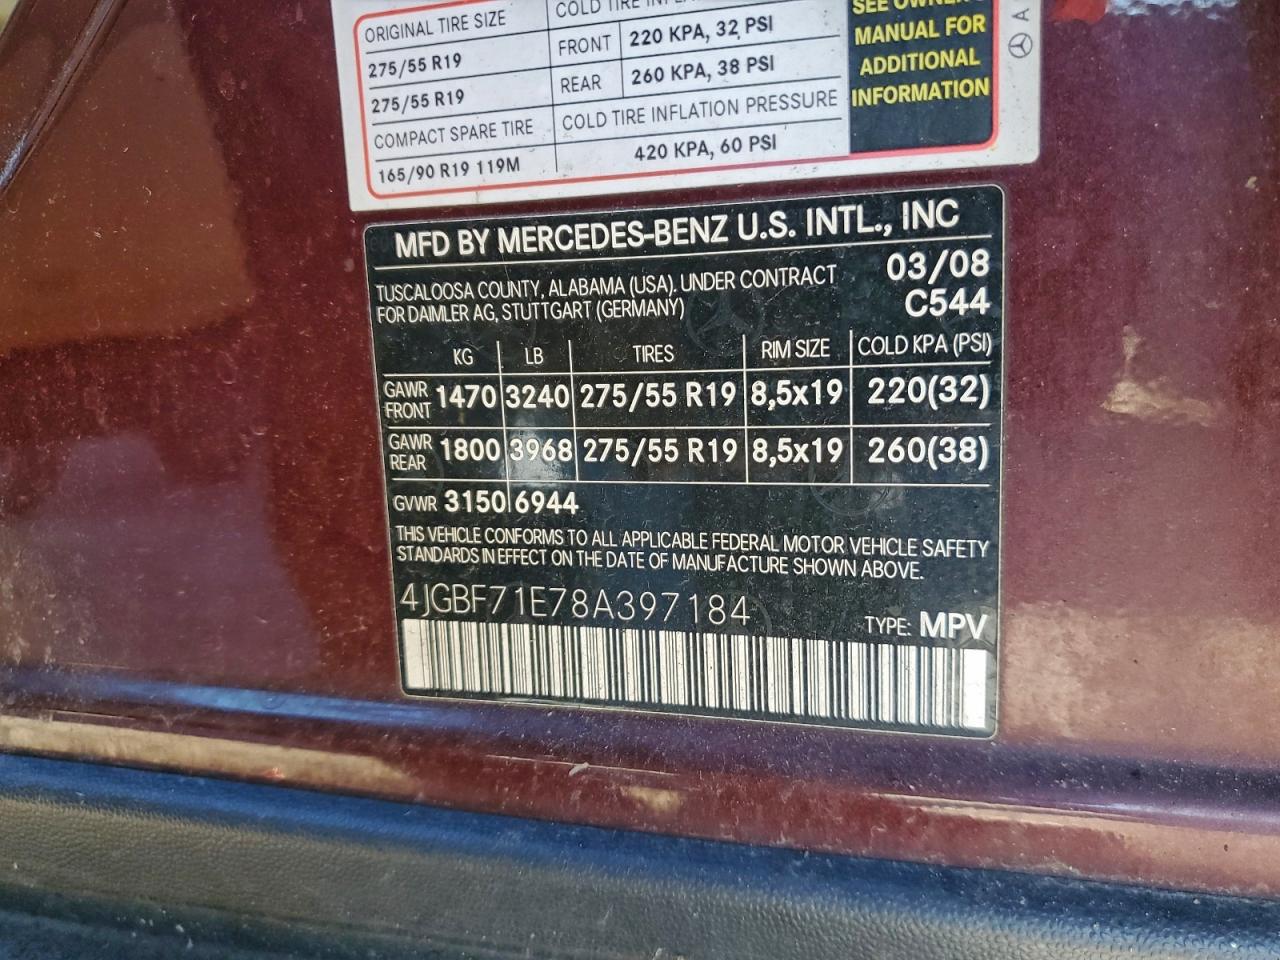 ORIGINAL TIRE SIZE
275/55 R19
FRONT
220 KPA, 32 PSI
275/55 R19
REAR
260 KPA, 38 PSI
COMPACT SPARE TIRE
COLD TIRE INFLATION PRESSURE
165/90 R19 119M
420 KPA, 60 PSI
SEE OWNER'S
MANUAL FOR
ADDITIONAL
INFORMATION
A
MFD BY MERCEDES-BENZ U.S. INTL., INC
TUSCALOOSA COUNTY, ALABAMA (USA). UNDER CONTRACT
FOR DAIMLER AG, STUTTGART (GERMANY)
03/08
C544
KG LB TIRES RIM SIZE COLD KPA (PSI)
GAWR FRONT 1470 3240 275/55 R19 8,5x19 220(32)
GAWR REAR 1800 3968 275/55 R19 8,5x19 260(38)
GVWR 3150 6944
THIS VEHICLE CONFORMS TO ALL APPLICABLE FEDERAL MOTOR VEHICLE SAFETY
STANDARDS IN EFFECT ON THE DATE OF MANUFACTURE SHOWN ABOVE.
4JGBF71E78A397184
TYPE: MPV